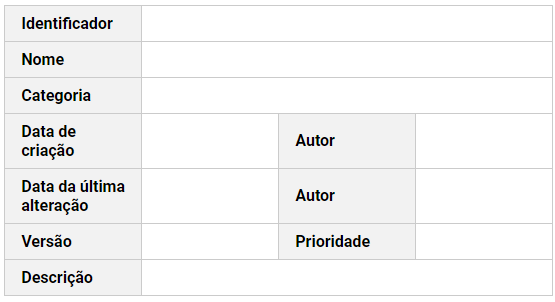 Identificador
Nome
Categoria
Data de
criação
Autor
Data da última
alteração
Autor
Versão
Prioridade
Descrição